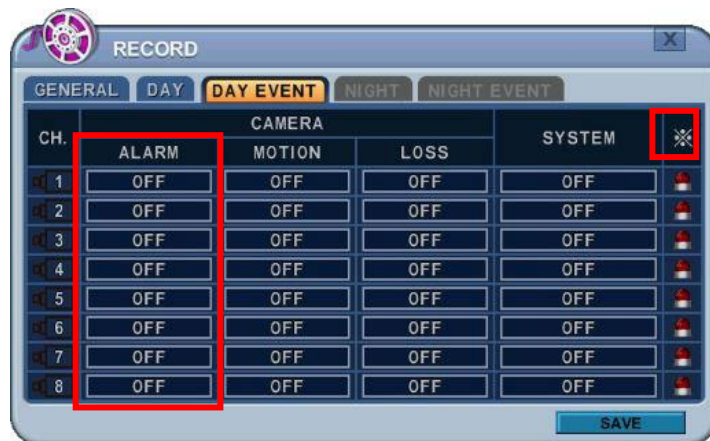 RECORD X
GENERAL DAY DAY EVENT NIGHT NIGHT EVENT
CH. CAMERA SYSTEM ※
ALARM MOTION LOSS
1 OFF OFF OFF OFF
2 OFF OFF OFF OFF
3 OFF OFF OFF OFF
4 OFF OFF OFF OFF
5 OFF OFF OFF OFF
6 OFF OFF OFF OFF
7 OFF OFF OFF OFF
8 OFF OFF OFF OFF
SAVE